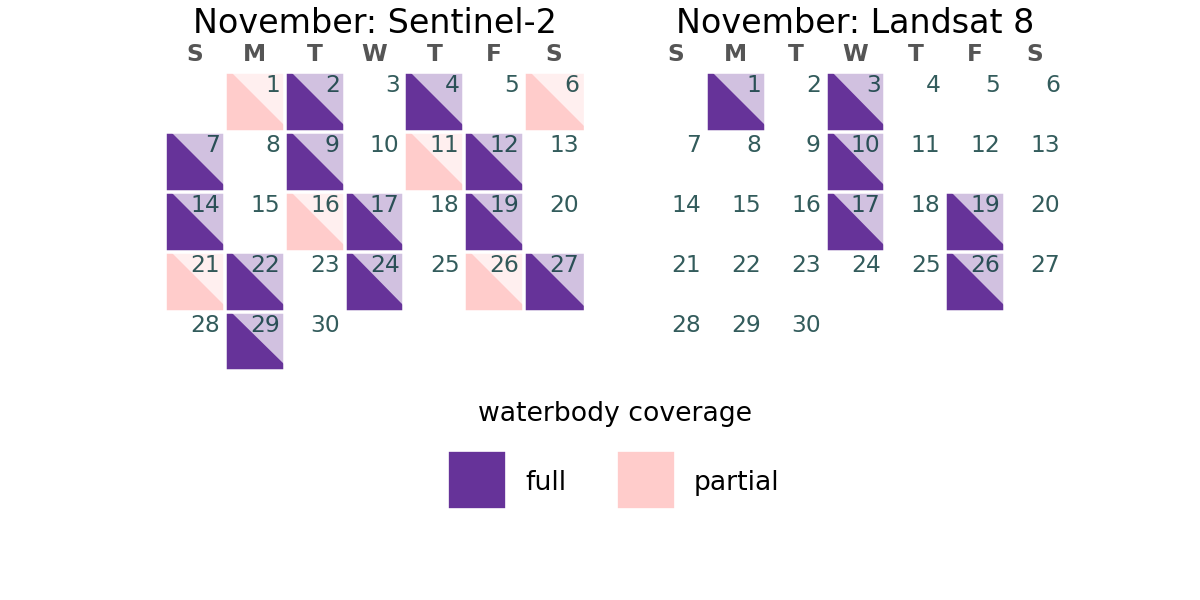 November: Sentinel-2
S M T W T F S
1 2 3 4 5 6
7 8 9 10 11 12 13
14 15 16 17 18 19 20
21 22 23 24 25 26 27
28 29 30
November: Landsat 8
S M T W T F S
1 2 3 4 5 6
7 8 9 10 11 12 13
14 15 16 17 18 19 20
21 22 23 24 25 26 27
28 29 30
waterbody coverage
full partial